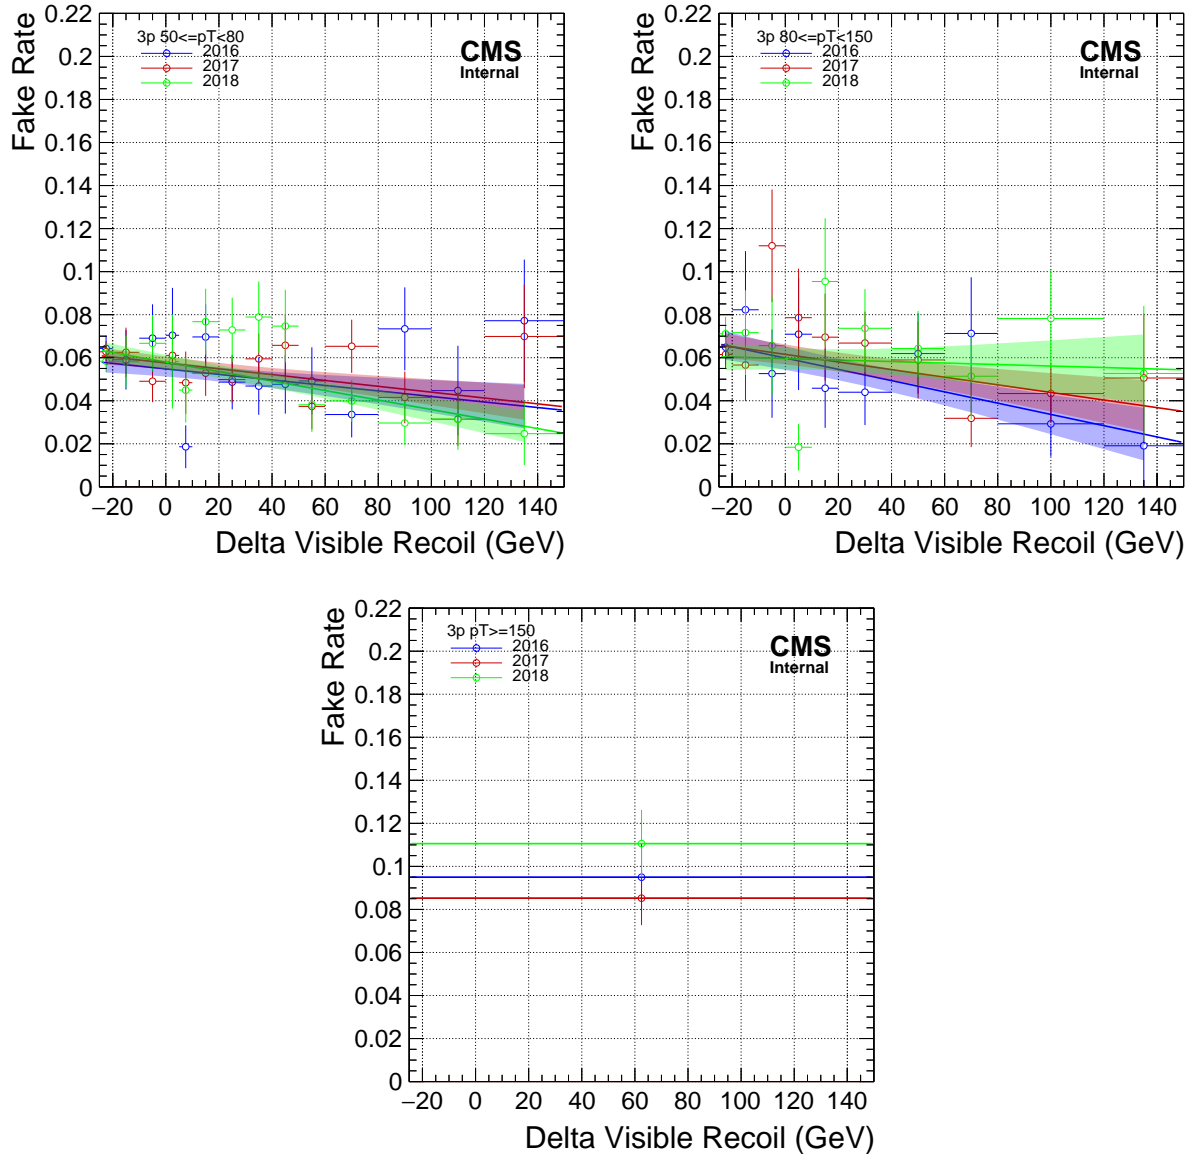 Fake Rate
0.22
0.2
0.18
0.16
0.14
0.12
0.1
0.08
0.06
0.04
0.02
0
3p 50<=pT<80
2016
2017
2018
CMS
Internal
−20 0 20 40 60 80 100 120 140
Delta Visible Recoil (GeV)
Fake Rate
0.22
0.2
0.18
0.16
0.14
0.12
0.1
0.08
0.06
0.04
0.02
0
3p 80<=pT<150
2016
2017
2018
CMS
Internal
−20 0 20 40 60 80 100 120 140
Delta Visible Recoil (GeV)
Fake Rate
0.22
0.2
0.18
0.16
0.14
0.12
0.1
0.08
0.06
0.04
0.02
0
3p pT>=150
2016
2017
2018
CMS
Internal
−20 0 20 40 60 80 100 120 140
Delta Visible Recoil (GeV)